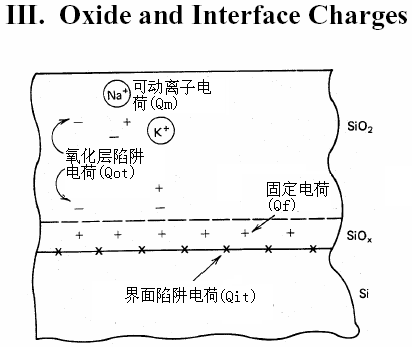 III. Oxide and Interface Charges
Na+
可动离子电
荷(Qm)
- +
-
K+
SiO2
氧化层陷阱
电荷(Qot)
+
- -
固定电荷
(Qf)
+ + + + + +
SiOx
x x x x x x x
界面陷阱电荷(Qit)
Si